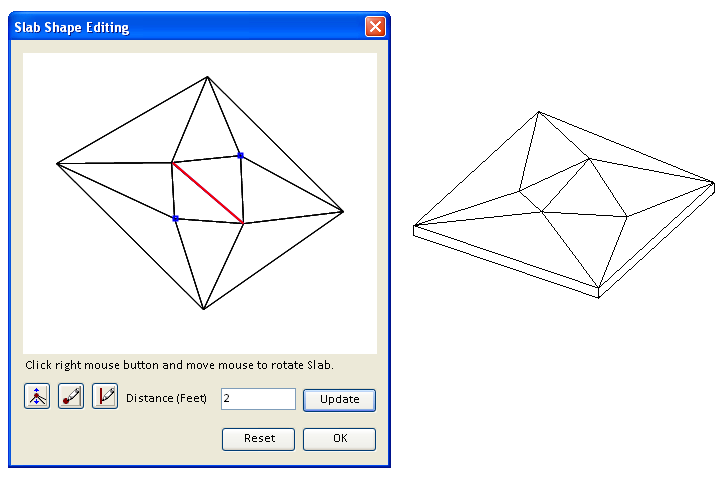 Slab Shape Editing
Click right mouse button and move mouse to rotate Slab.
Distance (Feet) 2 Update
Reset OK